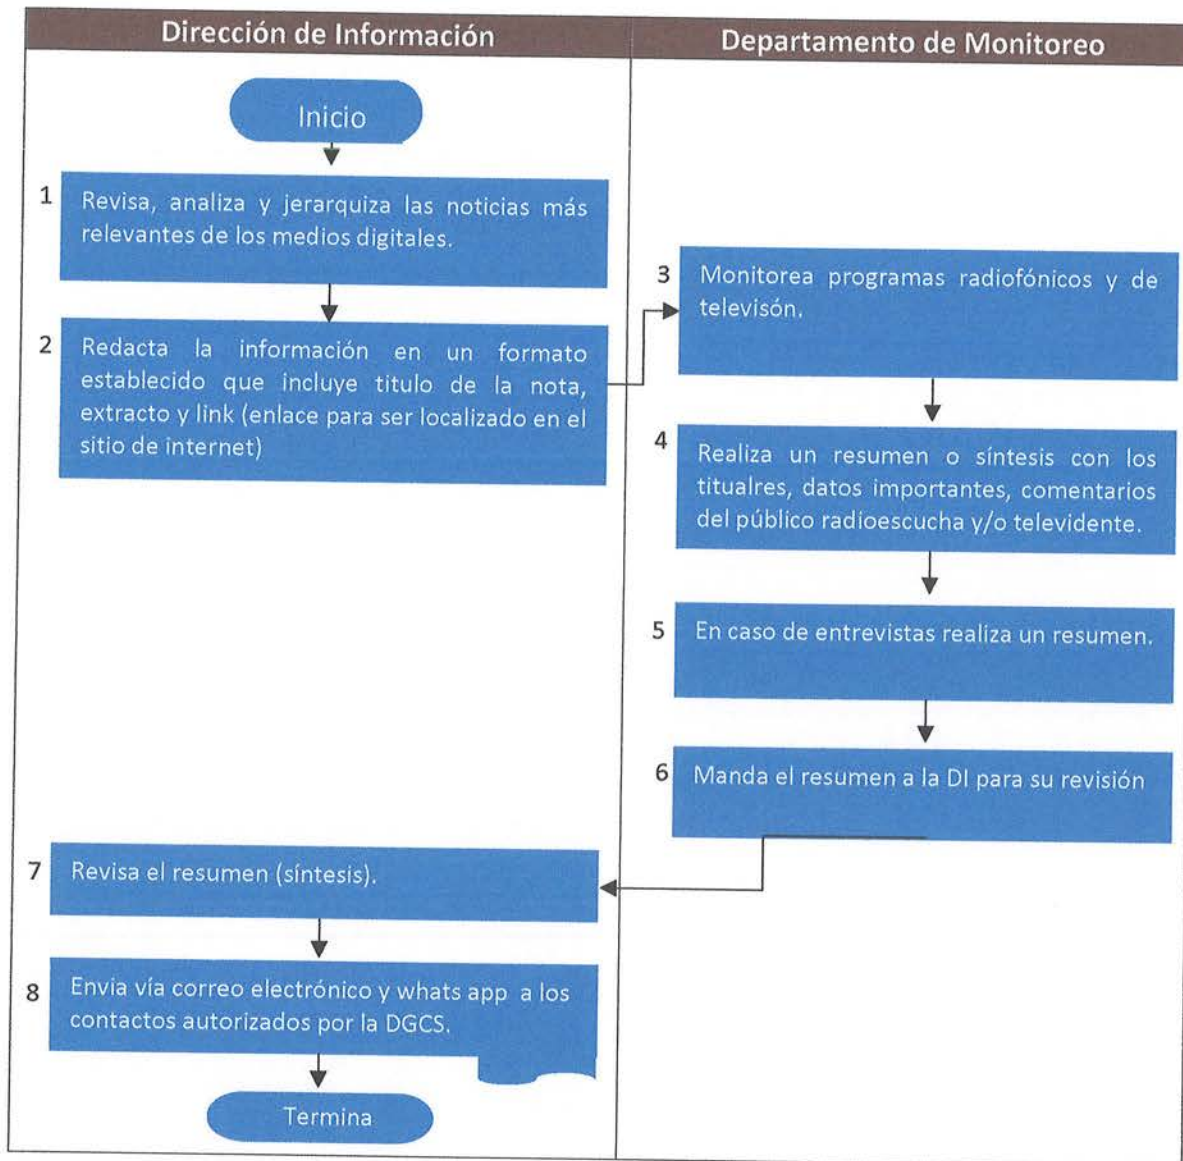 Dirección de Información
Departamento de Monitoreo
Inicio
1
Revisa, analiza y jerarquiza las noticias más
relevantes de los medios digitales.
2
Redacta la información en un formato
establecido que incluye titulo de la nota,
extracto y link (enlace para ser localizado en el
sitio de internet)
3
Monitorea programas radiofónicos y de
televisón.
4
Realiza un resumen o síntesis con los
titualres, datos importantes, comentarios
del público radioescucha y/o televidente.
5
En caso de entrevistas realiza un resumen.
6
Manda el resumen a la DI para su revisión
7
Revisa el resumen (síntesis).
8
Envia vía correo electrónico y whats app a los
contactos autorizados por la DGCS.
Termina